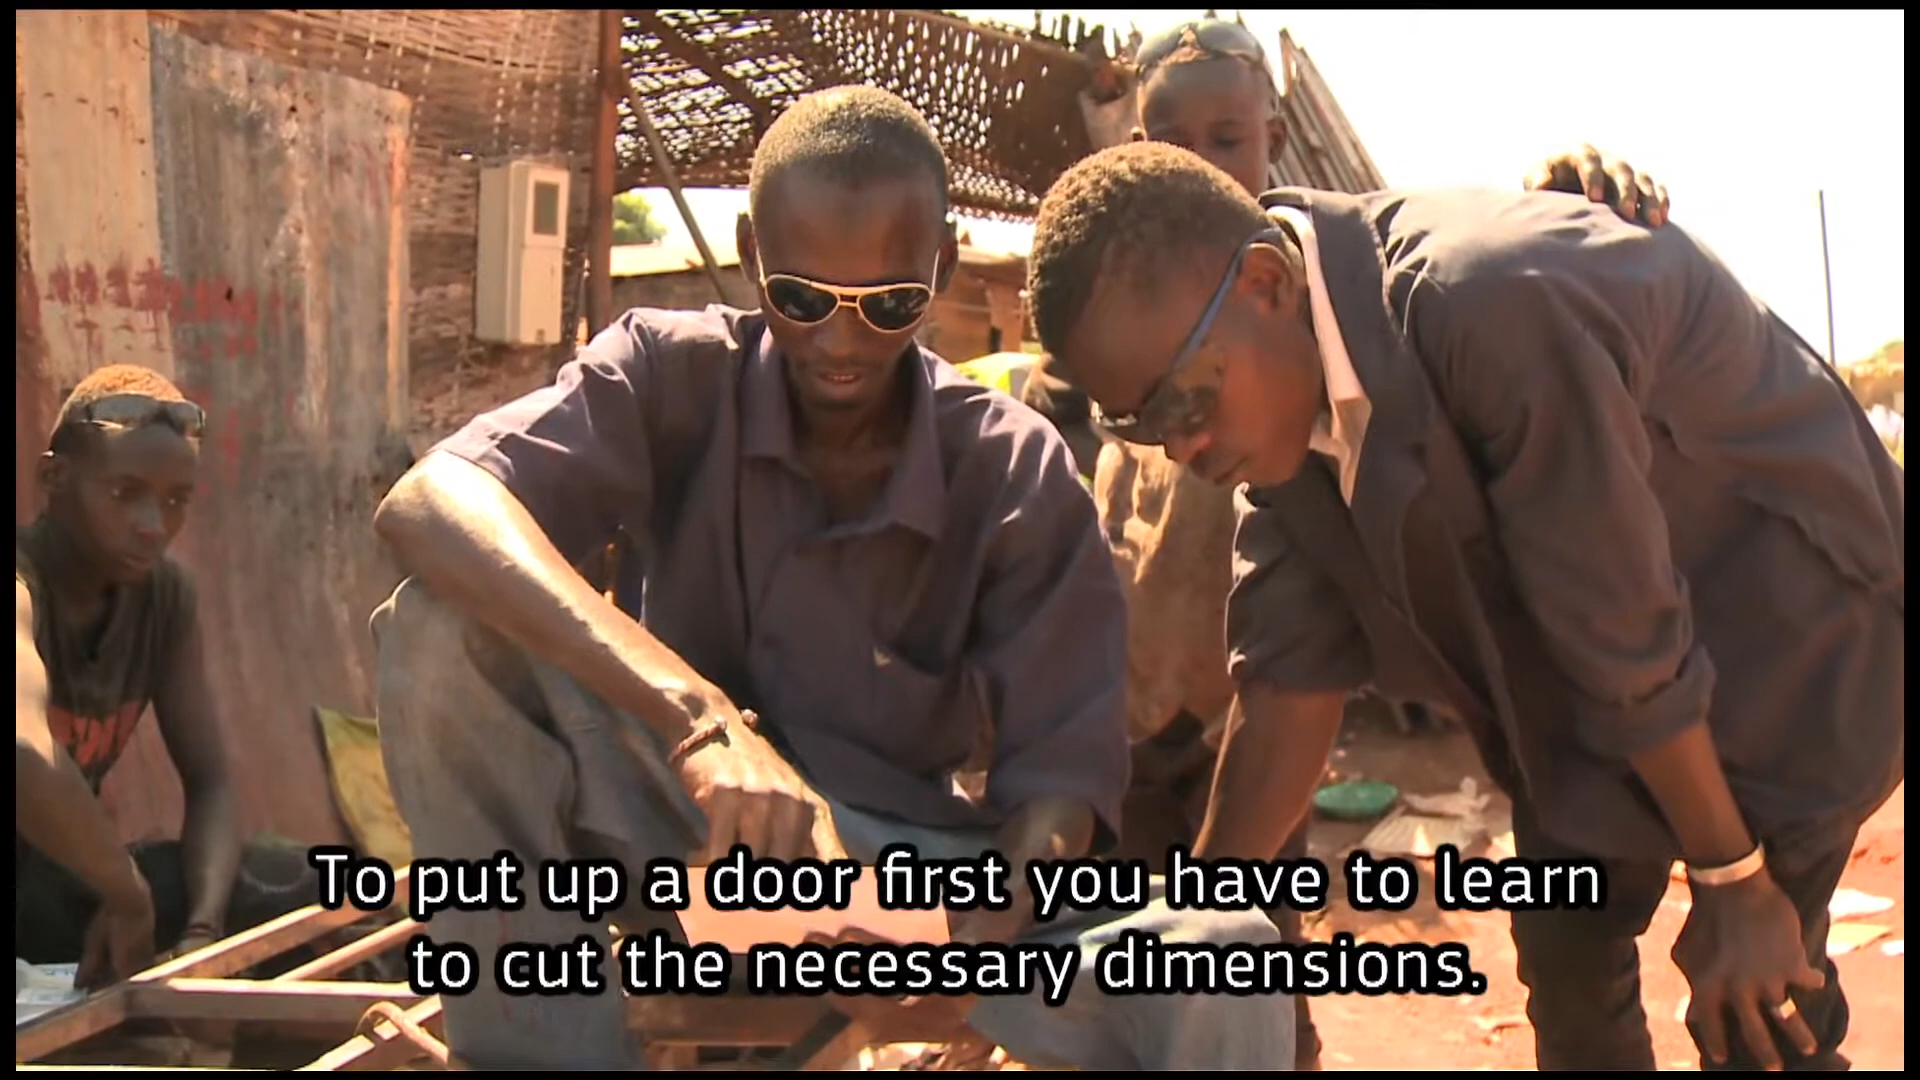 To put up a door first you have to learn
to cut the necessary dimensions.